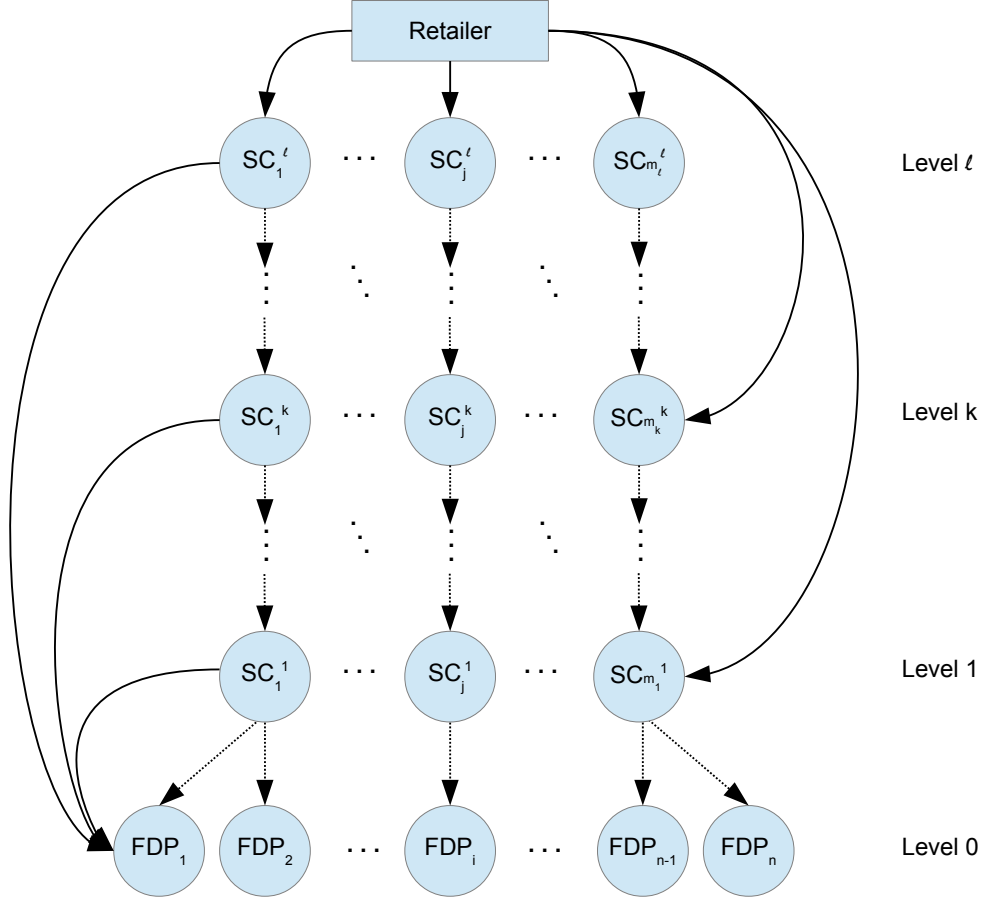 Retailer
SC₁ˡ · · · SCⱼˡ · · · SCₘₗˡ Level ℓ
SC₁ᵏ · · · SCⱼᵏ · · · SCₘₖᵏ Level k
SC₁¹ · · · SCⱼ¹ · · · SCₘ₁¹ Level 1
FDP₁ FDP₂ · · · FDPᵢ · · · FDPₙ₋₁ FDPₙ Level 0